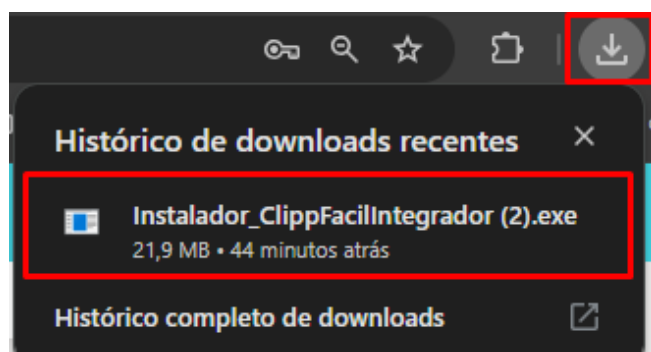 Histórico de downloads recentes
Instalador_ClippFacilIntegrador (2).exe
21,9 MB • 44 minutos atrás
Histórico completo de downloads